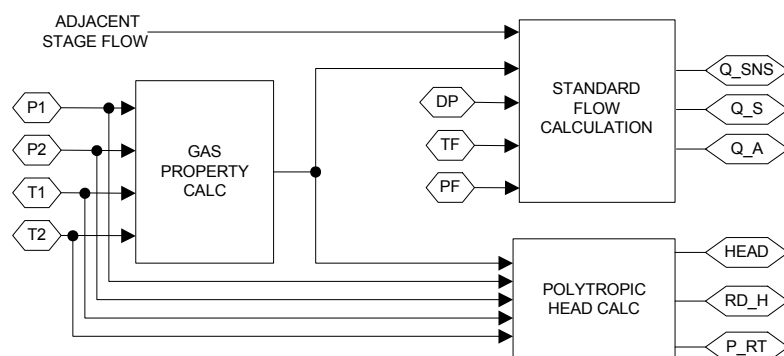 ADJACENT
STAGE FLOW
P1
P2
T1
T2
GAS
PROPERTY
CALC
DP
TF
PF
STANDARD
FLOW
CALCULATION
Q_SNS
Q_S
Q_A
POLYTROPIC
HEAD CALC
HEAD
RD_H
P_RT